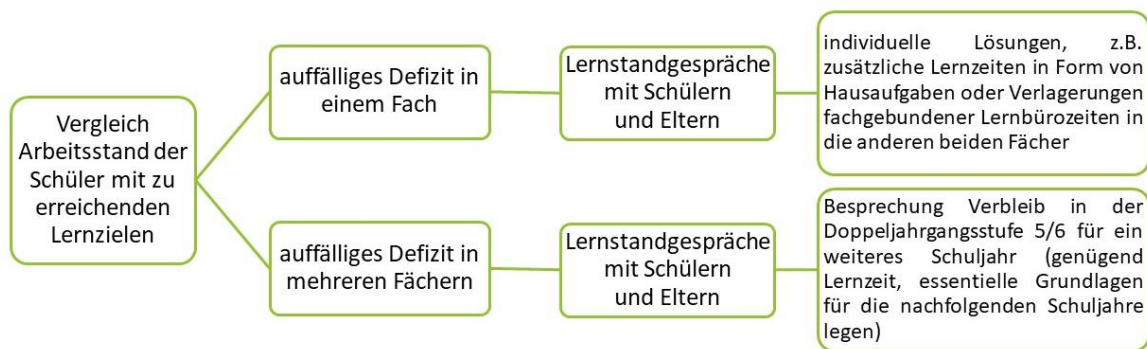 Vergleich
Arbeitsstand der
Schüler mit zu
erreichenden
Lernzielen
auffälliges Defizit in
einem Fach
Lernstandgespräche
mit Schülern
und Eltern
individuelle Lösungen, z.B.
zusätzliche Lernzeiten in Form von
Hausaufgaben oder Verlagerungen
fachgebundener Lernbürozeiten in
die anderen beiden Fächer
auffälliges Defizit in
mehreren Fächern
Lernstandgespräche
mit Schülern
und Eltern
Besprechung Verbleib in der
Doppeljahrgangsstufe 5/6 für ein
weiteres Schuljahr (genügend
Lernzeit, essentielle Grundlagen
für die nachfolgenden Schuljahre
legen)